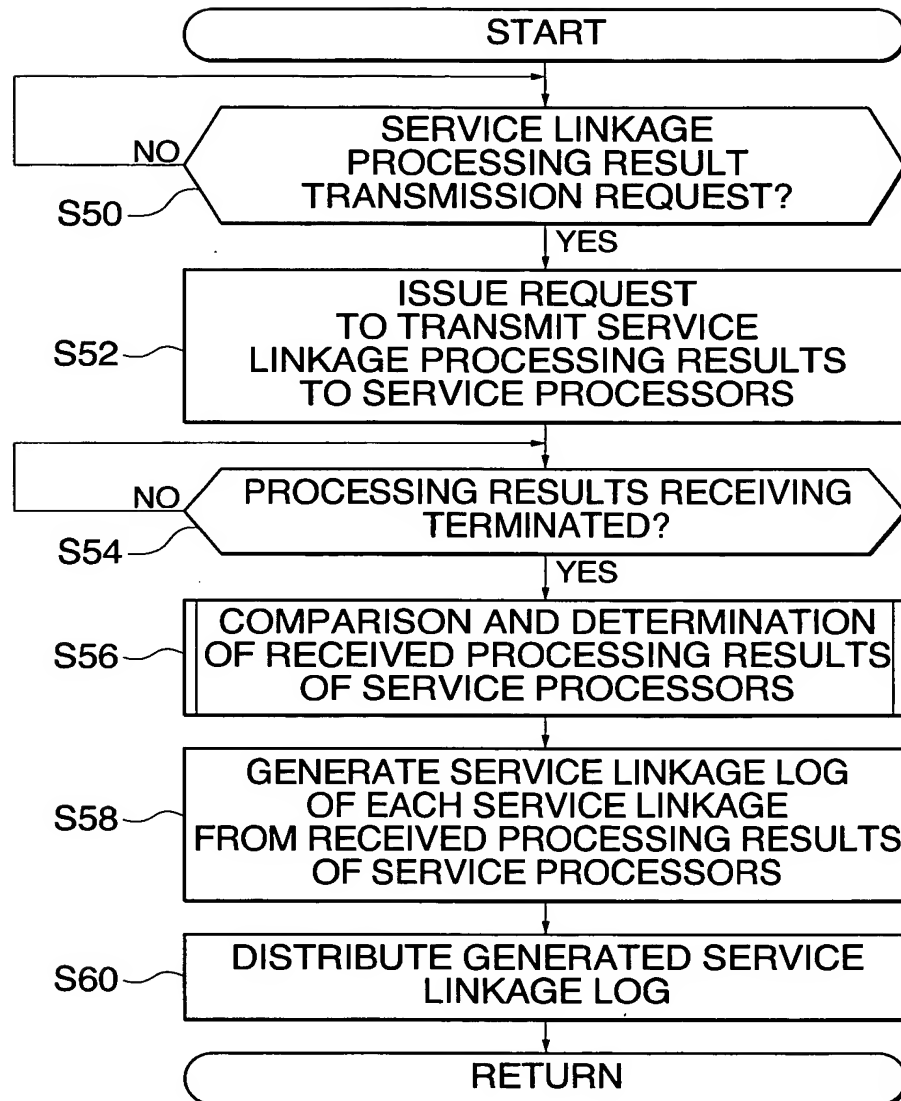 START
SERVICE LINKAGE
PROCESSING RESULT
TRANSMISSION REQUEST?
NO
S50
YES
ISSUE REQUEST
TO TRANSMIT SERVICE
LINKAGE PROCESSING RESULTS
TO SERVICE PROCESSORS
S52
PROCESSING RESULTS RECEIVING
TERMINATED?
NO
S54
YES
COMPARISON AND DETERMINATION
OF RECEIVED PROCESSING RESULTS
OF SERVICE PROCESSORS
S56
GENERATE SERVICE LINKAGE LOG
OF EACH SERVICE LINKAGE
FROM RECEIVED PROCESSING RESULTS
OF SERVICE PROCESSORS
S58
DISTRIBUTE GENERATED SERVICE
LINKAGE LOG
S60
RETURN